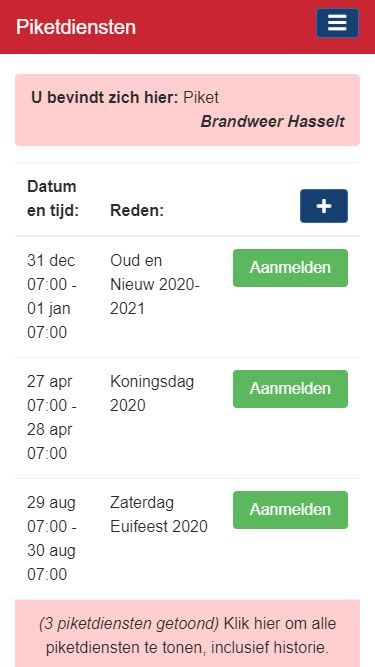 Piketdiensten
U bevindt zich hier: Piket
Brandweer Hasselt
Datum
en tijd:
Reden:
31 dec
07:00 -
01 jan
07:00
Oud en
Nieuw 2020-
2021
Aanmelden
27 apr
07:00 -
28 apr
07:00
Koningsdag
2020
Aanmelden
29 aug
07:00 -
30 aug
07:00
Zaterdag
Euifeest 2020
Aanmelden
(3 piketdiensten getoond) Klik hier om alle
piketdiensten te tonen, inclusief historie.